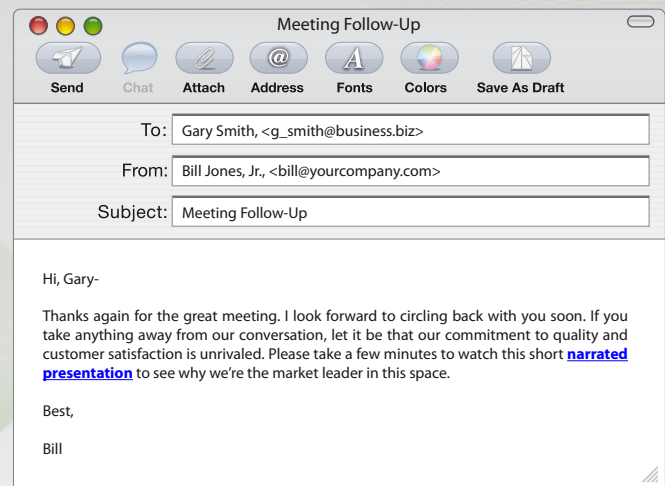 Meeting Follow-Up
Send Chat Attach @ Address A Fonts Colors Save As Draft
To: Gary Smith, <g_smith@business.biz>
From: Bill Jones, Jr., <bill@yourcompany.com>
Subject: Meeting Follow-Up
Hi, Gary-
Thanks again for the great meeting. I look forward to circling back with you soon. If you
take anything away from our conversation, let it be that our commitment to quality and
customer satisfaction is unrivaled. Please take a few minutes to watch this short narrated
presentation to see why we're the market leader in this space.
Best,
Bill